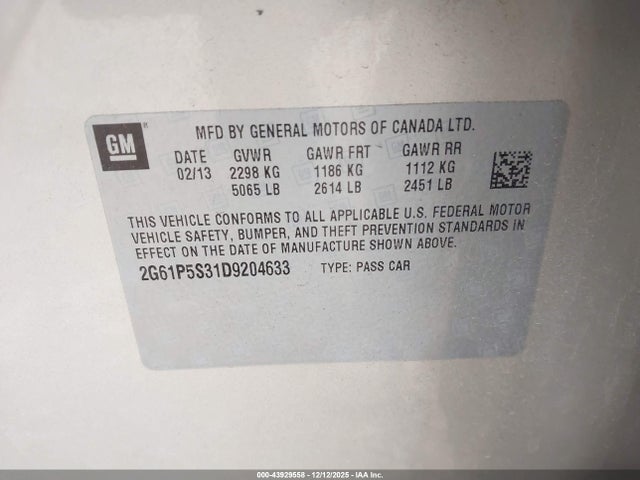 GM
MFD BY GENERAL MOTORS OF CANADA LTD.
DATE GVWR GAWR FRT GAWR RR
02/13 2298 KG 1186 KG 1112 KG
5065 LB 2614 LB 2451 LB
THIS VEHICLE CONFORMS TO ALL APPLICABLE U.S. FEDERAL MOTOR
VEHICLE SAFETY, BUMPER, AND THEFT PREVENTION STANDARDS IN
EFFECT ON THE DATE OF MANUFACTURE SHOWN ABOVE.
2G61P5S31D9204633 TYPE: PASS CAR
000-43929558 - 12/12/2025 - IAA Inc.